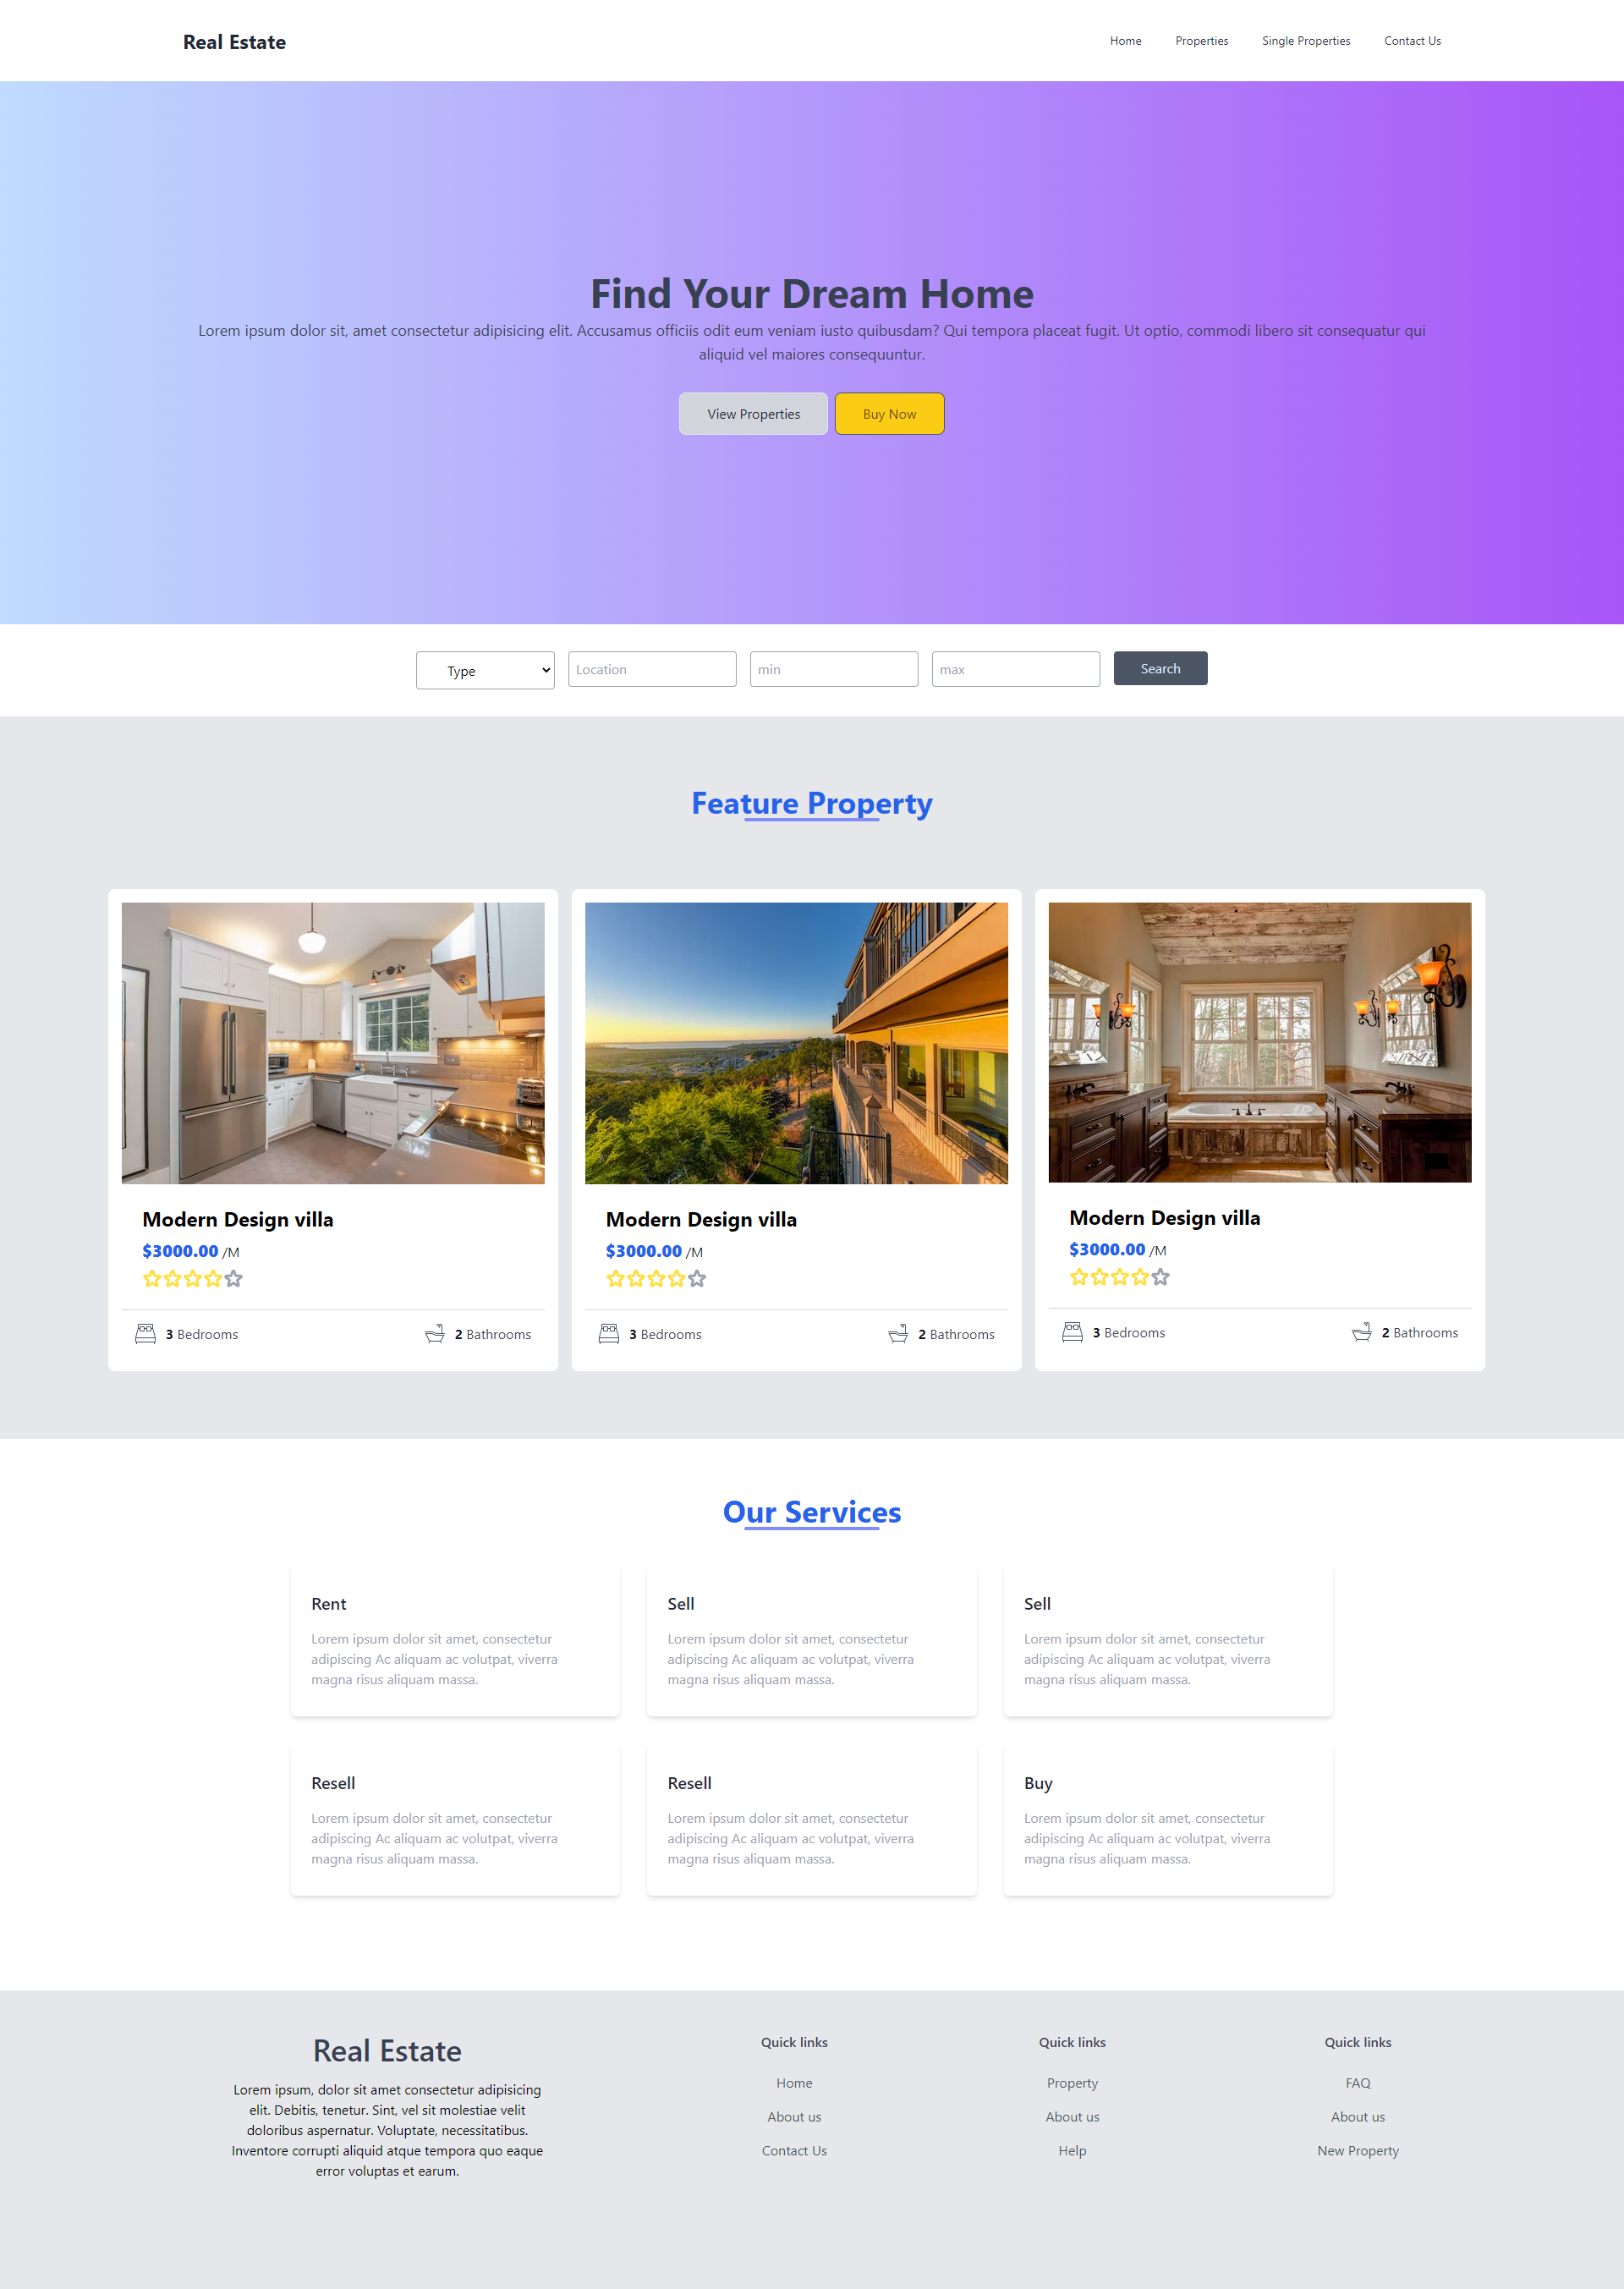 Real Estate
Home
Properties
Single Properties
Contact Us
Find Your Dream Home
Lorem ipsum dolor sit, amet consectetur adipisicing elit. Accusamus officiis odit eum veniam iusto quibusdam? Qui tempora placeat fugit. Ut optio, commodi libero sit consequatur qui
aliquid vel maiores consequuntur.
View Properties
Buy Now
Type
Location
min
max
Search
Feature Property
Modern Design villa
$3000.00 /M
3 Bedrooms
2 Bathrooms
Modern Design villa
$3000.00 /M
3 Bedrooms
2 Bathrooms
Modern Design villa
$3000.00 /M
3 Bedrooms
2 Bathrooms
Our Services
Rent
Lorem ipsum dolor sit amet, consectetur
adipiscing Ac aliquam ac volutpat, viverra
magna risus aliquam massa.
Sell
Lorem ipsum dolor sit amet, consectetur
adipiscing Ac aliquam ac volutpat, viverra
magna risus aliquam massa.
Sell
Lorem ipsum dolor sit amet, consectetur
adipiscing Ac aliquam ac volutpat, viverra
magna risus aliquam massa.
Resell
Lorem ipsum dolor sit amet, consectetur
adipiscing Ac aliquam ac volutpat, viverra
magna risus aliquam massa.
Resell
Lorem ipsum dolor sit amet, consectetur
adipiscing Ac aliquam ac volutpat, viverra
magna risus aliquam massa.
Buy
Lorem ipsum dolor sit amet, consectetur
adipiscing Ac aliquam ac volutpat, viverra
magna risus aliquam massa.
Real Estate
Lorem ipsum, dolor sit amet consectetur adipisicing
elit. Debitis, tenetur. Sint, vel sit molestiae velit
doloribus aspernatur. Voluptate, necessitatibus.
Inventore corrupti aliquid atque tempora quo eaque
error voluptas et earum.
Quick links
Home
About us
Contact Us
Quick links
Property
About us
Help
Quick links
FAQ
About us
New Property